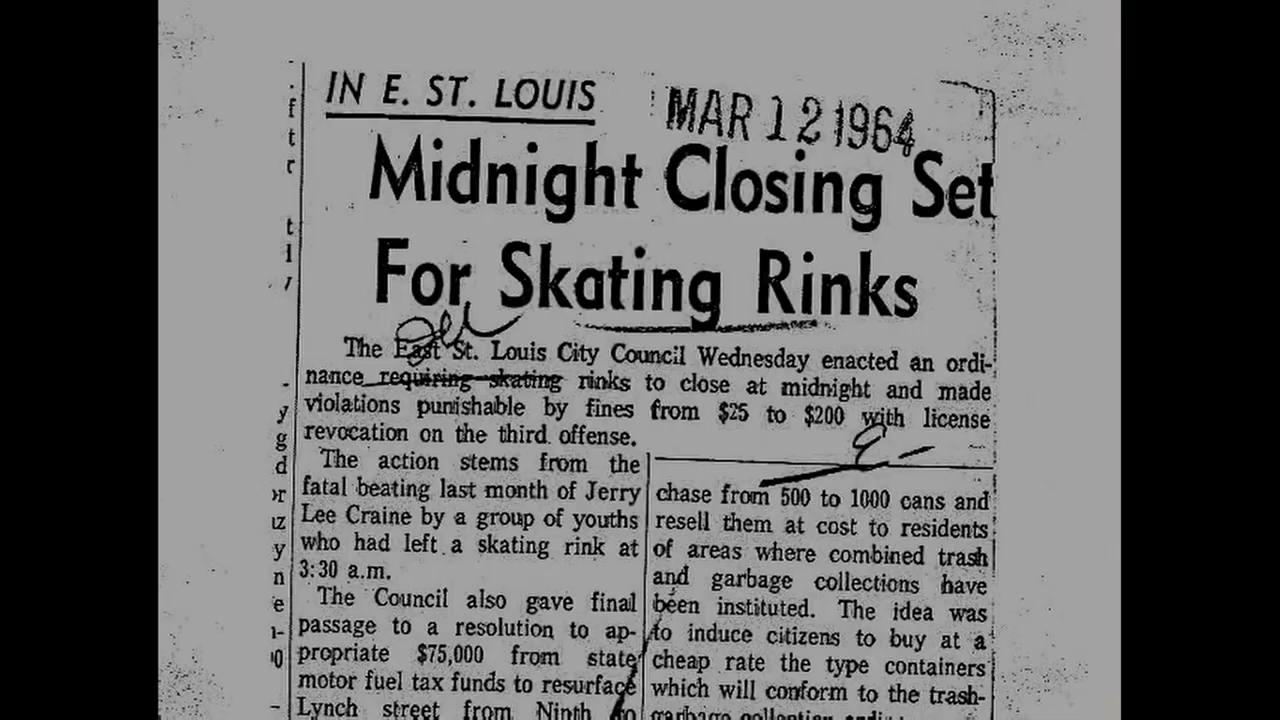 IN E. ST. LOUIS
MAR 12 1964
Midnight Closing Set
For Skating Rinks
The East St. Louis City Council Wednesday enacted an ordi-
nance requiring skating rinks to close at midnight and made
violations punishable by fines from $25 to $200 with license
revocation on the third offense.
The action stems from the
fatal beating last month of Jerry
Lee Craine by a group of youths
who had left a skating rink at
3:30 a.m.
The Council also gave final
passage to a resolution to ap-
propriate $75,000 from state
motor fuel tax funds to resurface
Lynch street from Ninth to
chase from 500 to 1000 cans and
resell them at cost to residents
of areas where combined trash
and garbage collections have
been instituted. The idea was
to induce citizens to buy at a
cheap rate the type containers
which will conform to the trash-
garbage collection